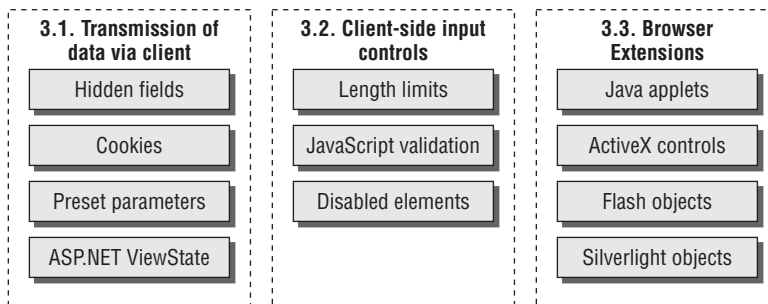 3.1. Transmission of
data via client
Hidden fields
Cookies
Preset parameters
ASP.NET ViewState
3.2. Client-side input
controls
Length limits
JavaScript validation
Disabled elements
3.3. Browser
Extensions
Java applets
ActiveX controls
Flash objects
Silverlight objects